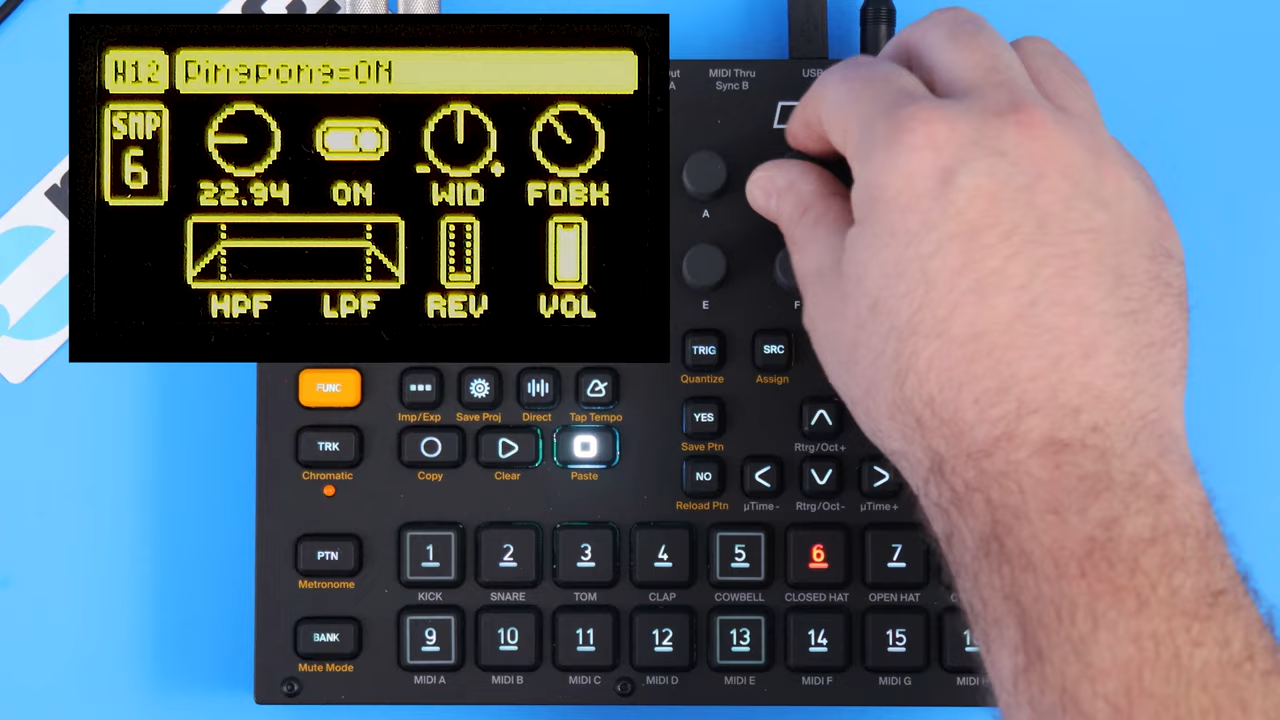 H12 Pingpong=ON
SMP 6
22.94 ON WID FDBK
- +
HPF LPF REV VOL
MIDI Thru USB
Sync B
A
E F
FUNC
TRIG SRC
Imp/Exp Save Proj Direct Tap Tempo Quantize Assign
TRK YES
Chromatic Copy Clear Paste Save Ptn Rtrg/Oct+
NO
Reload Ptn µTime- Rtrg/Oct- µTime+
PTN 1 2 3 4 5 6 7
Metronome KICK SNARE TOM CLAP COWBELL CLOSED HAT OPEN HAT
BANK 9 10 11 12 13 14 15
Mute Mode MIDI A MIDI B MIDI C MIDI D MIDI E MIDI F MIDI G MIDI